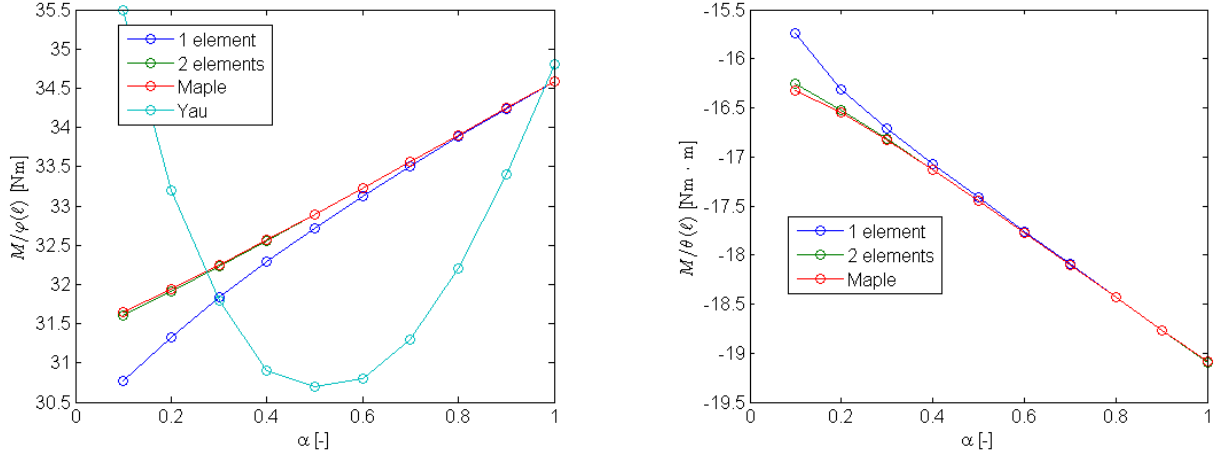 35.5
35
34.5
34
33.5
33
32.5
32
31.5
31
30.5
M/φ(ℓ) [Nm]
1 element
2 elements
Maple
Yau
0 0.2 0.4 0.6 0.8 1
α [-]
-15.5
-16
-16.5
-17
-17.5
-18
-18.5
-19
-19.5
M/θ(ℓ) [Nm · m]
1 element
2 elements
Maple
0 0.2 0.4 0.6 0.8 1
α [-]